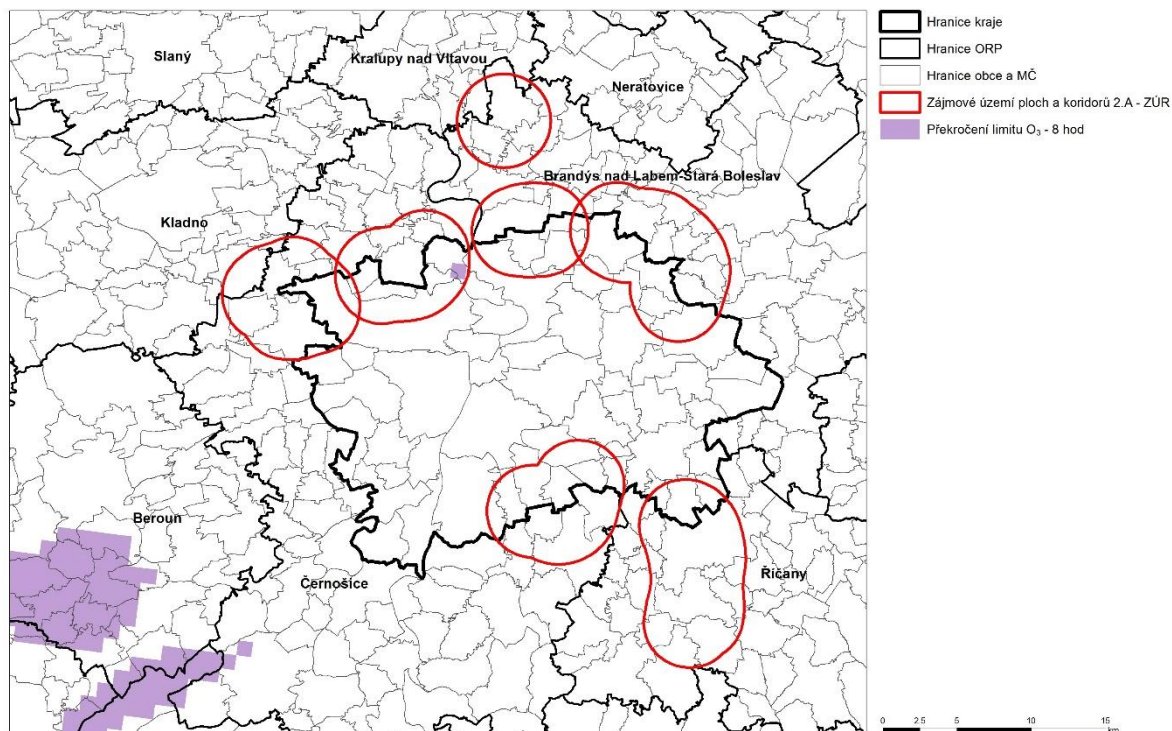 Slaný
Kralupy nad Vltavou
Neratovice
Brandýs nad Labem-Stará Boleslav
Kladno
Beroun
Černošice
Říčany
Hranice kraje
Hranice ORP
Hranice obce a MČ
Zájmové území ploch a koridorů 2.A - ZÚR
Překročení limitu O₃ - 8 hod
0 2.5 5 10 15
km